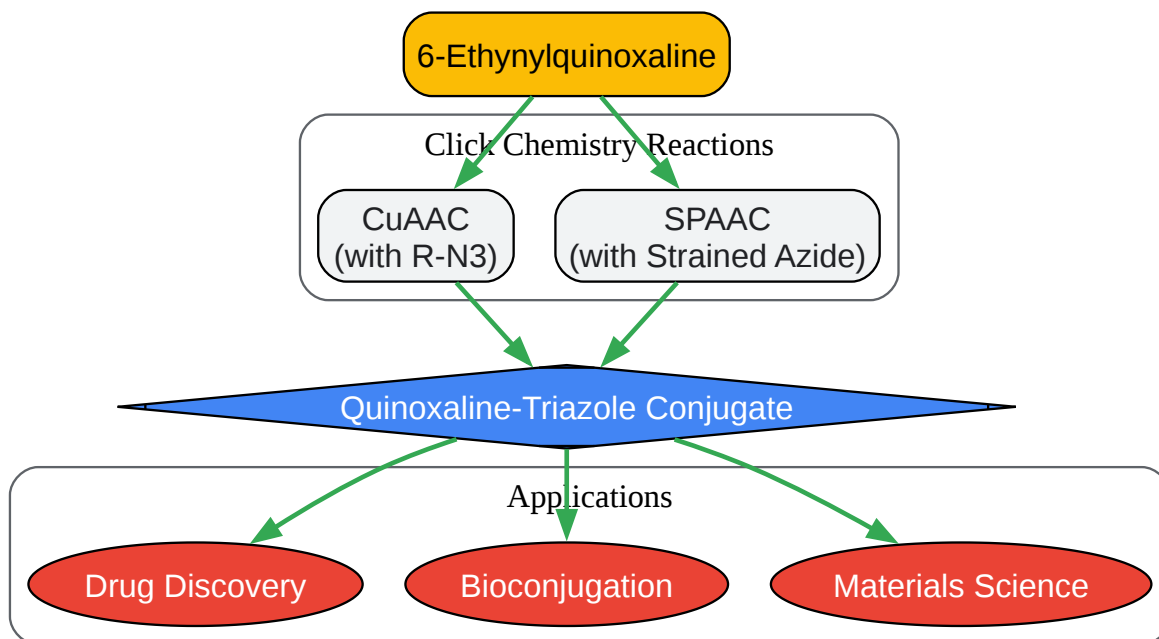 6-Ethynylquinoxaline
Click Chemistry Reactions
CuAAC
(with R-N3)
SPAAC
(with Strained Azide)
Quinoxaline-Triazole Conjugate
Applications
Drug Discovery
Bioconjugation
Materials Science